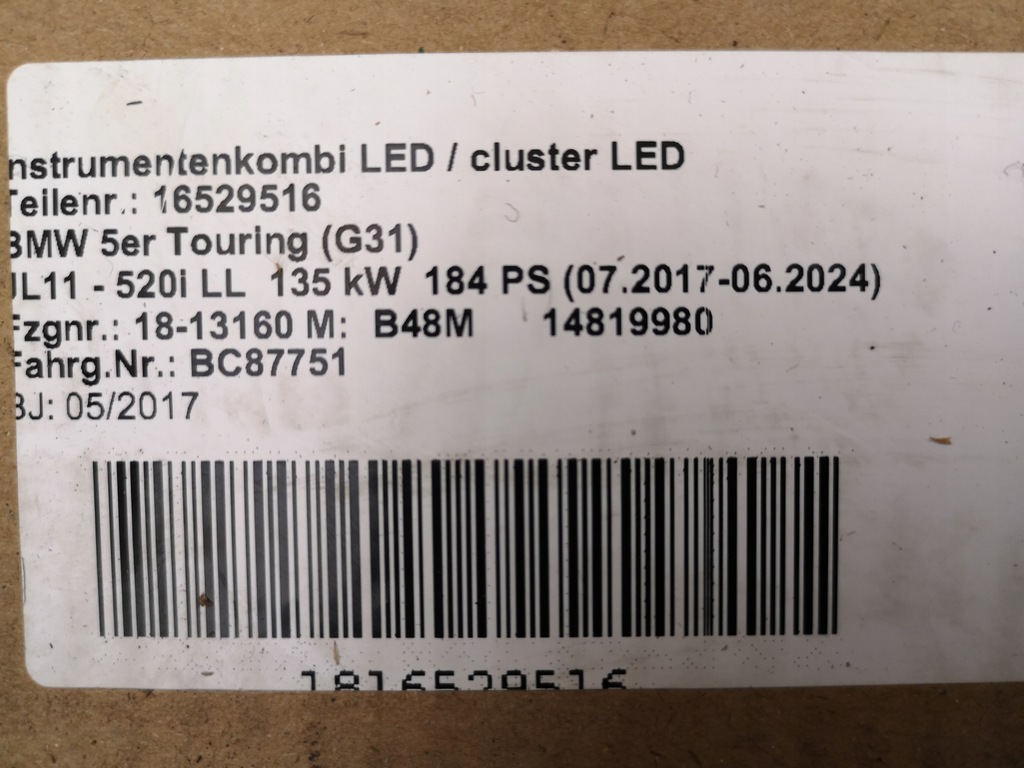 nstrumentenkombi LED / cluster LED
Teilenr.: 16529516
BMW 5er Touring (G31)
JL11 - 520i LL 135 kW 184 PS (07.2017-06.2024)
Fzgnr.: 18-13160 M: B48M 14819980
Fahrg.Nr.: BC87751
BJ: 05/2017
1816529516